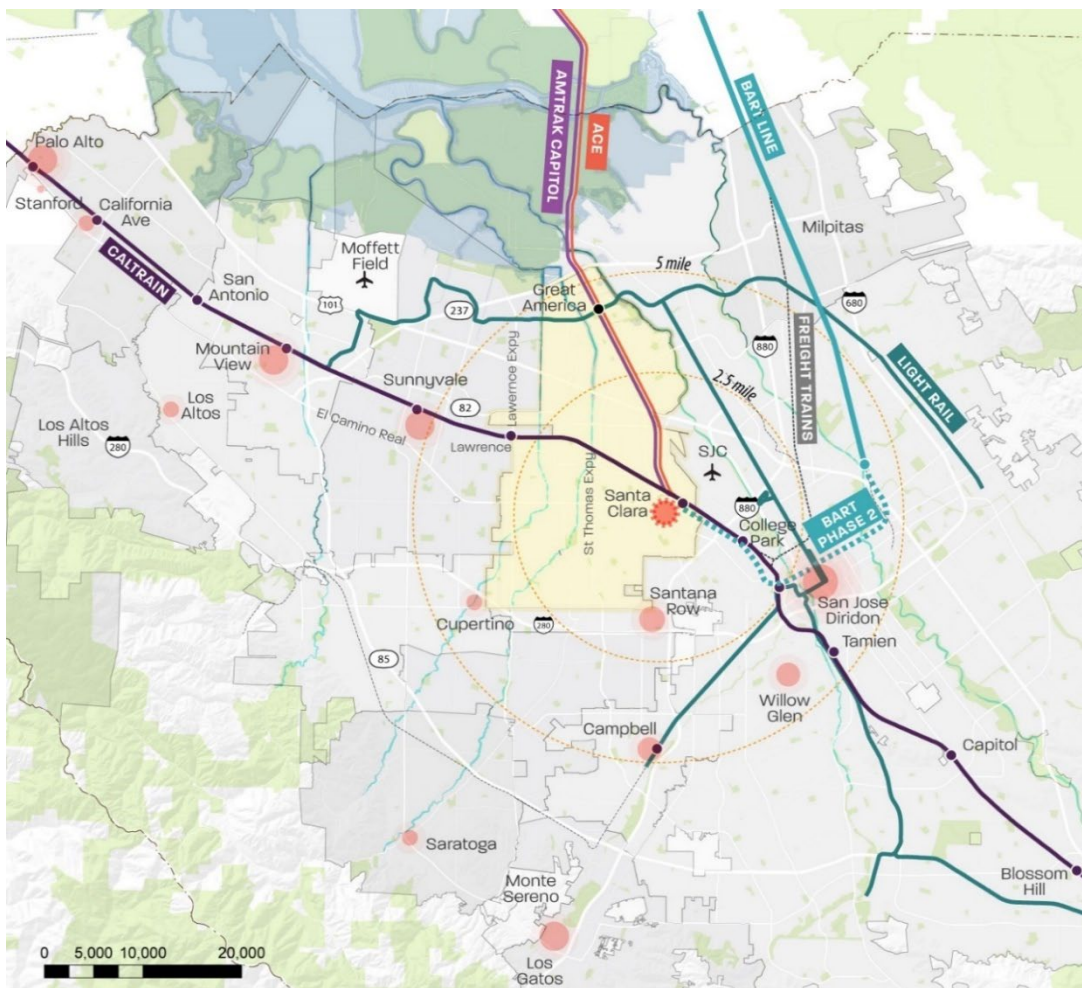 AMTRAK CAPITOL
ACE
BART LINE
Palo Alto
Stanford
California
Ave
CALTRAIN
San
Antonio
Moffett
Field
101
237
Milpitas
5 mile
Great
America
680
880
FREIGHT TRAINS
LIGHT RAIL
Mountain
View
Sunnyvale
Lawernce Expy
2.5 mile
Los
Altos
Los Altos
Hills
280
El Camino Real
82
Lawrence
St Thomas Expy
SJC
Santa
Clara
880
College
Park
BART
PHASE 2
Santana
Row
San Jose
Diridon
Cupertino
280
Tamien
85
Willow
Glen
Campbell
Capitol
Saratoga
Monte
Sereno
Blossom
Hill
Los
Gatos
0 5,000 10,000 20,000